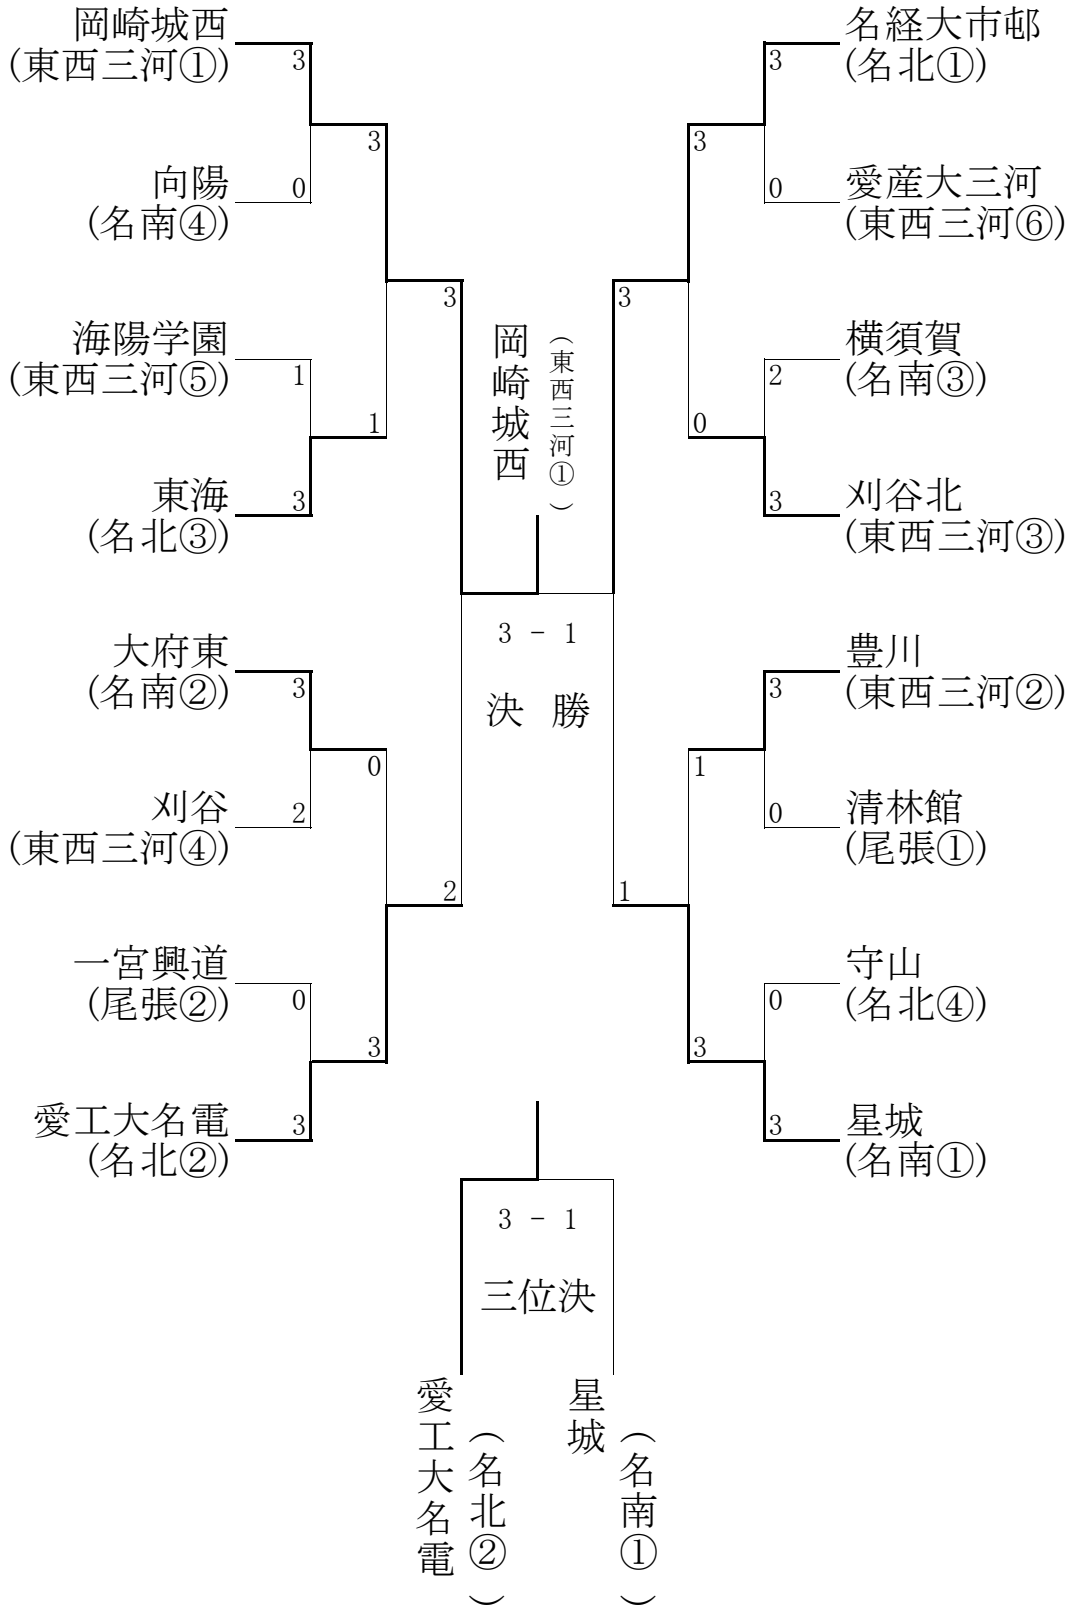 岡崎城西
(東西三河①)
3
3
向陽
0
(名南④)
3
海陽学園
(東西三河⑤)
1
1
東海
3
(名北③)
大府東
(名南②)
3
0
刈谷
2
(東西三河④)
2
一宮興道
(尾張②)
0
3
愛工大名電
3
(名北②)
岡崎城西
(東西三河①)
3 - 1
決勝
名経大市邨
3
(名北①)
3
0
愛産大三河
(東西三河⑥)
3
横須賀
2
(名南③)
0
3
刈谷北
(東西三河③)
豊川
3
(東西三河②)
1
0
清林館
(尾張①)
1
守山
0
(名北④)
3
3
星城
(名南①)
3 - 1
三位決
愛工大名電
(名北②)
星城
(名南①)